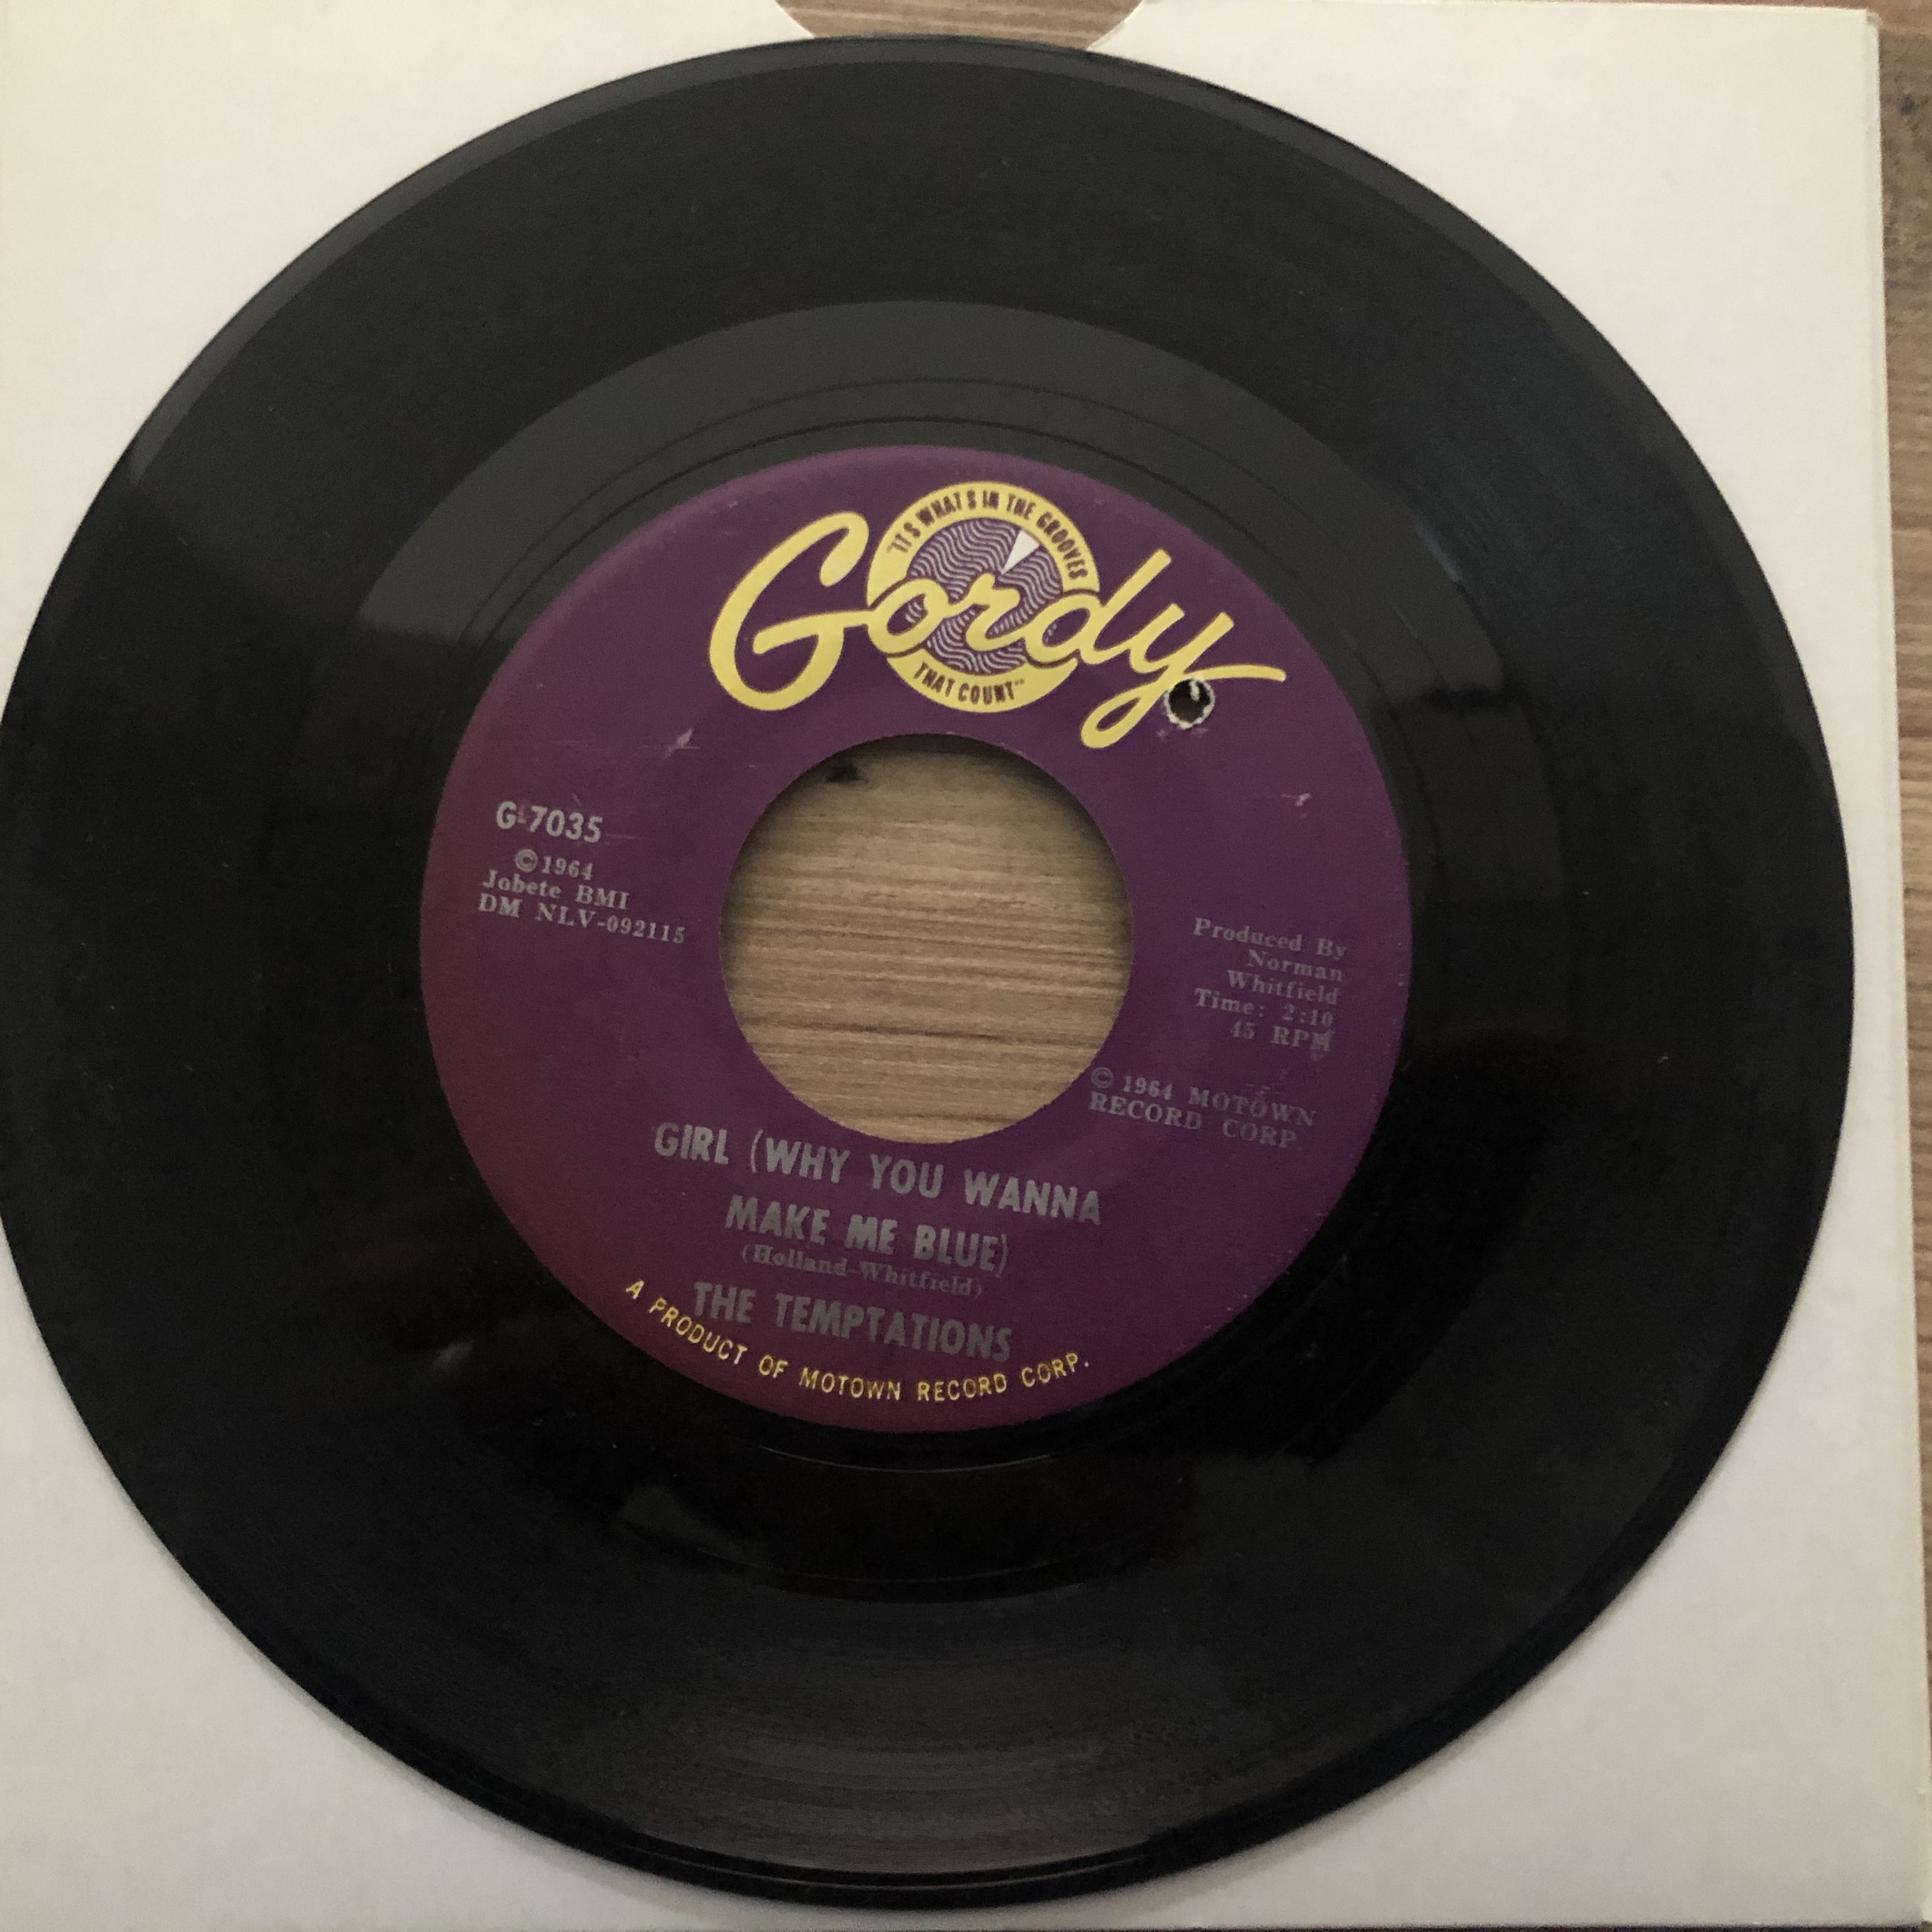 "IT'S WHAT'S IN THE GROOVES
Gordy
THAT COUNT"
G-7035
©1964
Jobete BMI
DM NLV-092115
Produced By
Norman
Whitfield
Time: 2:10
45 RPM
© 1964 MOTOWN
RECORD CORP.
GIRL (WHY YOU WANNA
MAKE ME BLUE)
(Holland-Whitfield)
THE TEMPTATIONS
A PRODUCT OF MOTOWN RECORD CORP.